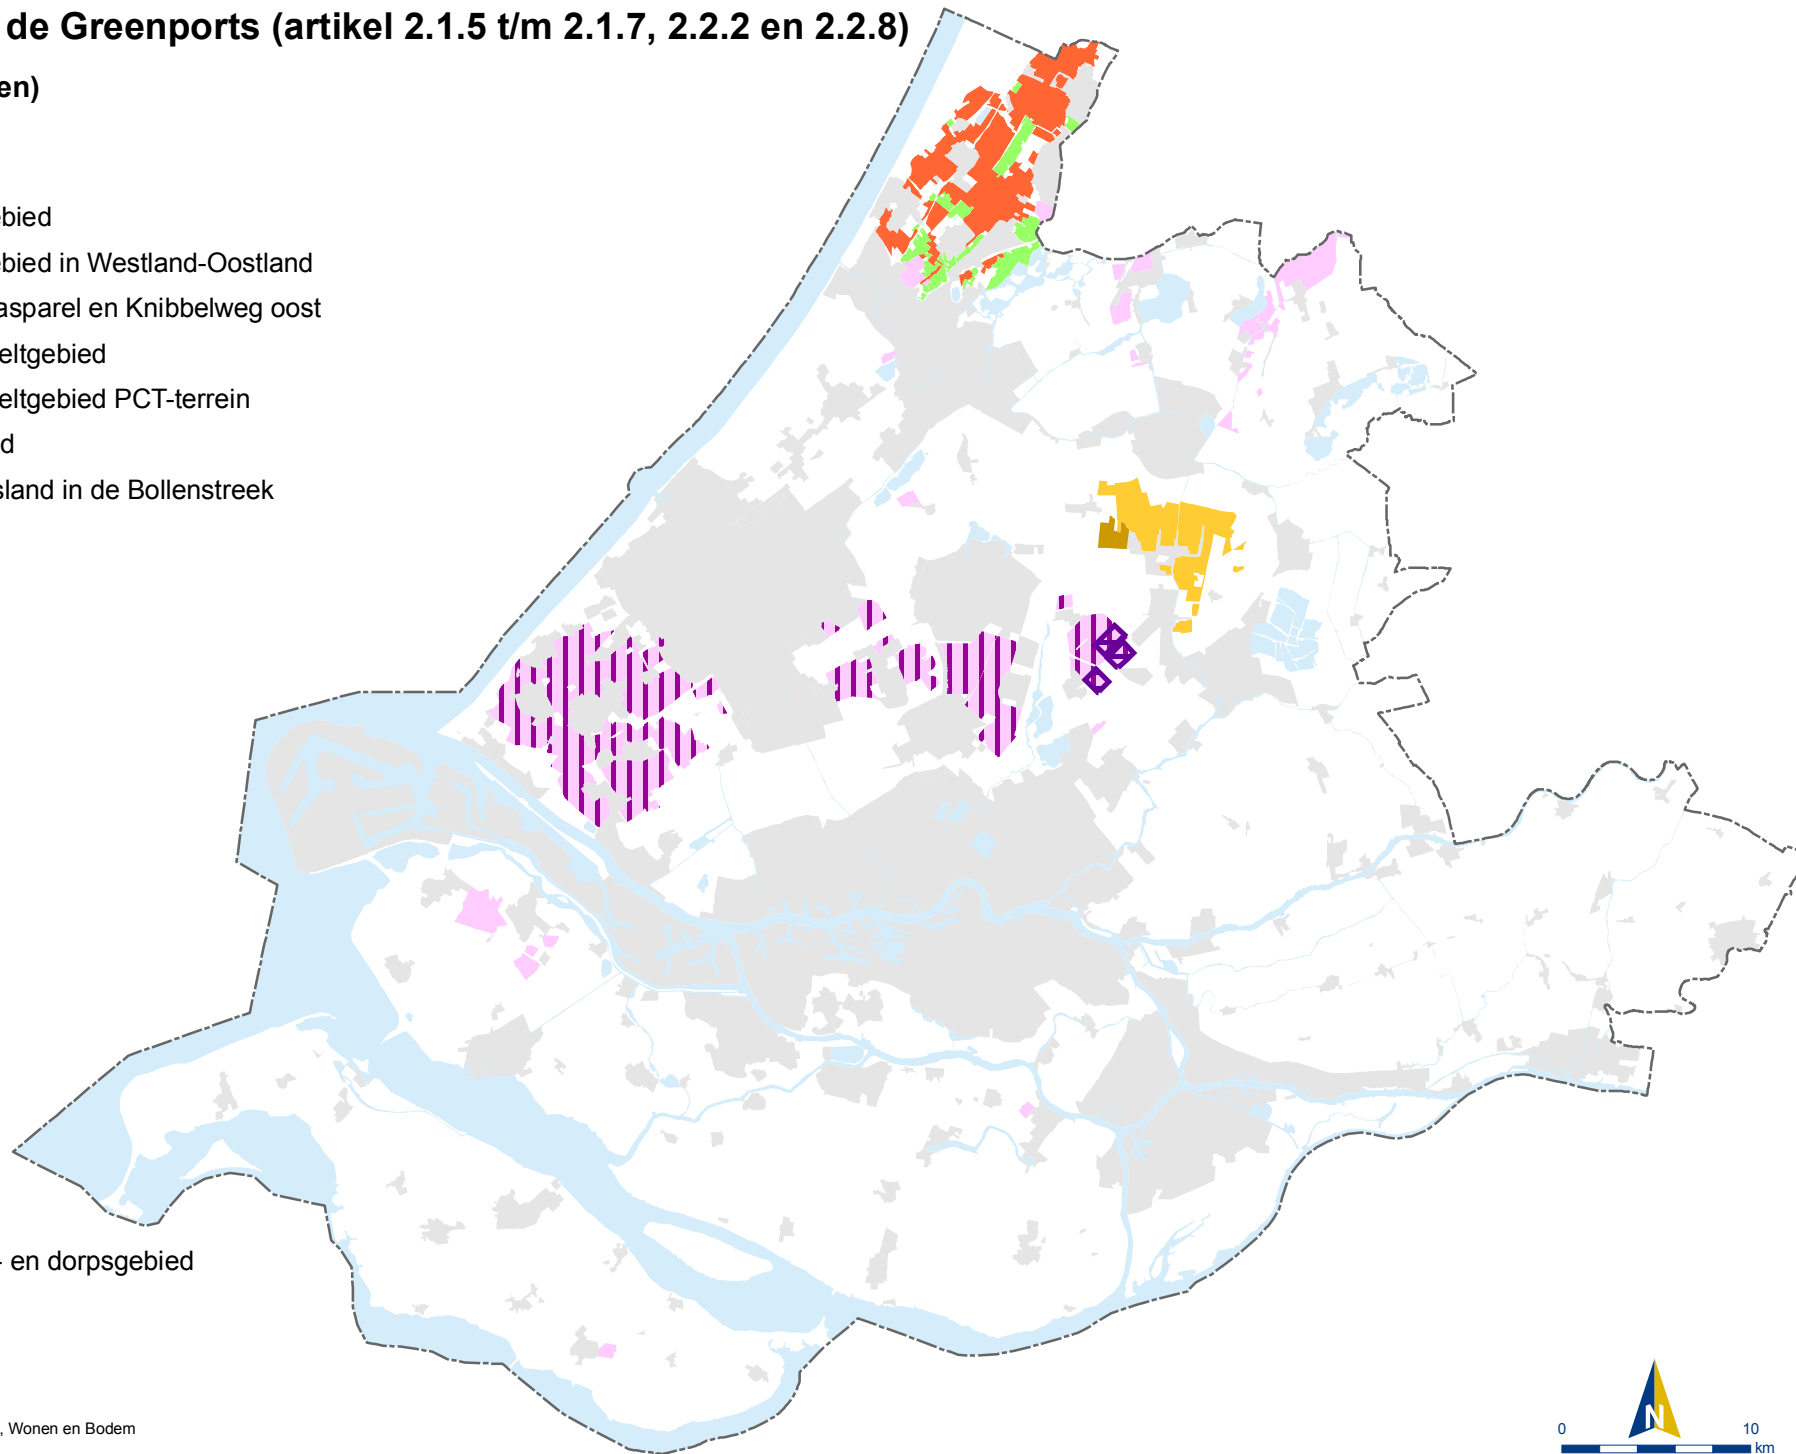 de Greenports (artikel 2.1.5 t/m 2.1.7, 2.2.2 en 2.2.8)
en)
ebied
ebied in Westland-Oostland
asparel en Knibbelweg oost
eltgebied
eltgebied PCT-terrein
d
sland in de Bollenstreek
- en dorpsgebied
, Wonen en Bodem
N
0 10
km